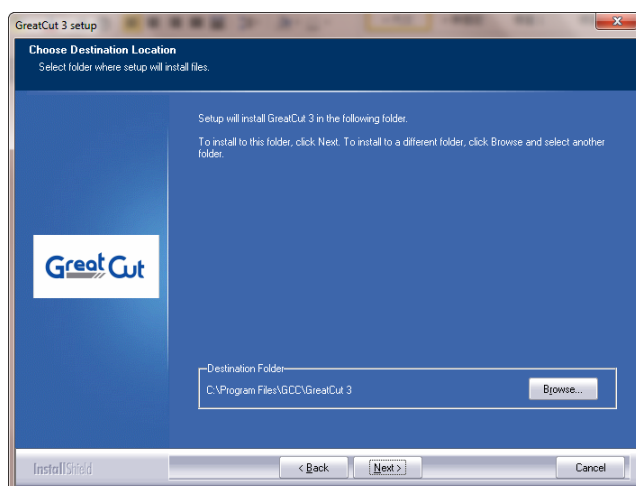 GreatCut 3 setup
Choose Destination Location
Select folder where setup will install files.
Setup will install GreatCut 3 in the following folder.
To install to this folder, click Next. To install to a different folder, click Browse and select another
folder.
Great Cut
Destination Folder
C:\Program Files\GCC\GreatCut 3
Browse...
InstallShield
< Back
Next >
Cancel